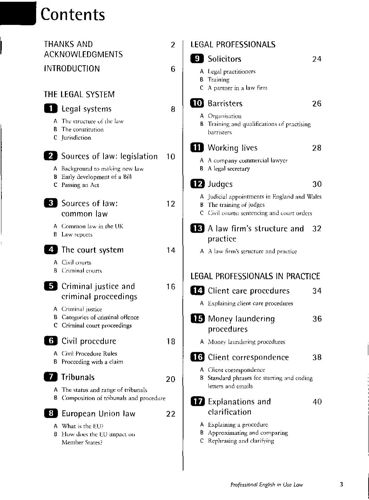 Contents
THANKS AND 2
ACKNOWLEDGMENTS
INTRODUCTION 6
THE LEGAL SYSTEM
1 Legal systems 8
A The structure of the law
B The constitution
C Jurisdiction
2 Sources of law: legislation 10
A Background to making new law
B Early development of a Bill
C Passing an Act
3 Sources of law: 12
common law
A Common law in the UK
B Law reports
4 The court system 14
A Civil courts
B Criminal courts
5 Criminal justice and 16
criminal proceedings
A Criminal justice
B Categories of criminal offence
C Criminal court proceedings
6 Civil procedure 18
A Civil Procedure Rules
B Proceeding with a claim
7 Tribunals 20
A The status and range of tribunals
B Composition of tribunals and procedure
8 European Union law 22
A What is the EU?
B How does the EU impact on
Member States?
LEGAL PROFESSIONALS
9 Solicitors 24
A Legal practitioners
B Training
C A partner in a law firm
10 Barristers 26
A Organisation
B Training and qualifications of practising
barristers
11 Working lives 28
A A company commercial lawyer
B A legal secretary
12 Judges 30
A Judicial appointments in England and Wales
B The training of judges
C Civil courts: sentencing and court orders
13 A law firm's structure and 32
practice
A A law firm's structure and practice
LEGAL PROFESSIONALS IN PRACTICE
14 Client care procedures 34
A Explaining client care procedures
15 Money laundering 36
procedures
A Money laundering procedures
16 Client correspondence 38
A Client correspondence
B Standard phrases for starting and ending
letters and emails
17 Explanations and 40
clarification
A Explaining a procedure
B Approximating and comparing
C Rephrasing and clarifying
Professional English in Use Law 3